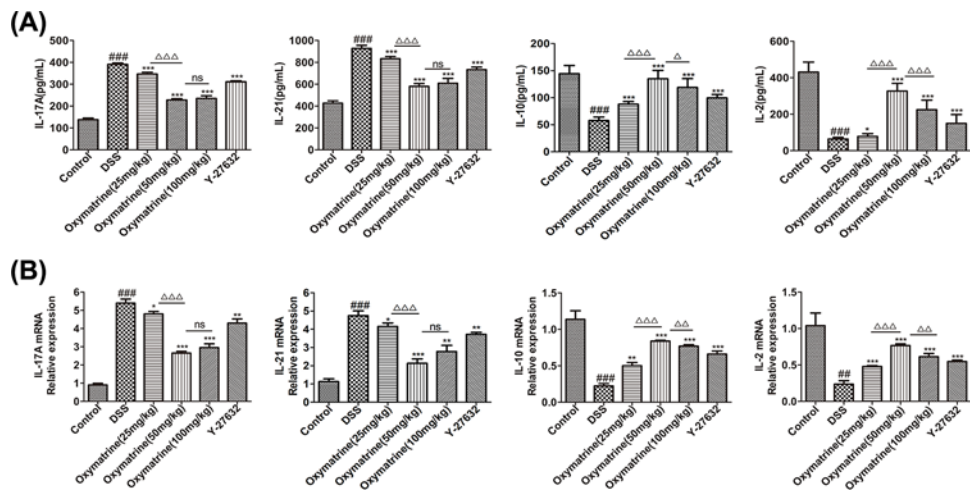 (A)
IL-17A(pg/mL)
500
400
300
200
100
0
###
***
△△△
***
ns
***
***
Control
DSS
Oxymatrine(25mg/kg)
Oxymatrine(50mg/kg)
Oxymatrine(100mg/kg)
Y-27632
IL-21(pg/mL)
1000
800
600
400
200
0
###
***
△△△
***
ns
***
***
Control
DSS
Oxymatrine(25mg/kg)
Oxymatrine(50mg/kg)
Oxymatrine(100mg/kg)
Y-27632
IL-10(pg/mL)
200
150
100
50
0
###
***
△△△
***
△
***
***
Control
DSS
Oxymatrine(25mg/kg)
Oxymatrine(50mg/kg)
Oxymatrine(100mg/kg)
Y-27632
IL-2(pg/mL)
600
400
200
0
###
*
△△△
***
△△△
***
***
Control
DSS
Oxymatrine(25mg/kg)
Oxymatrine(50mg/kg)
Oxymatrine(100mg/kg)
Y-27632
(B)
IL-17A mRNA
Relative expression
6
5
4
3
2
1
0
###
*
△△△
***
ns
***
**
Control
DSS
Oxymatrine(25mg/kg)
Oxymatrine(50mg/kg)
Oxymatrine(100mg/kg)
Y-27632
IL-21 mRNA
Relative expression
6
5
4
3
2
1
0
###
*
△△△
***
ns
**
**
Control
DSS
Oxymatrine(25mg/kg)
Oxymatrine(50mg/kg)
Oxymatrine(100mg/kg)
Y-27632
IL-10 mRNA
Relative expression
1.5
1.0
0.5
0.0
###
**
△△△
***
△△
***
***
Control
DSS
Oxymatrine(25mg/kg)
Oxymatrine(50mg/kg)
Oxymatrine(100mg/kg)
Y-27632
IL-2 mRNA
Relative expression
1.5
1.0
0.5
0.0
##
***
△△△
***
△△
***
***
Control
DSS
Oxymatrine(25mg/kg)
Oxymatrine(50mg/kg)
Oxymatrine(100mg/kg)
Y-27632